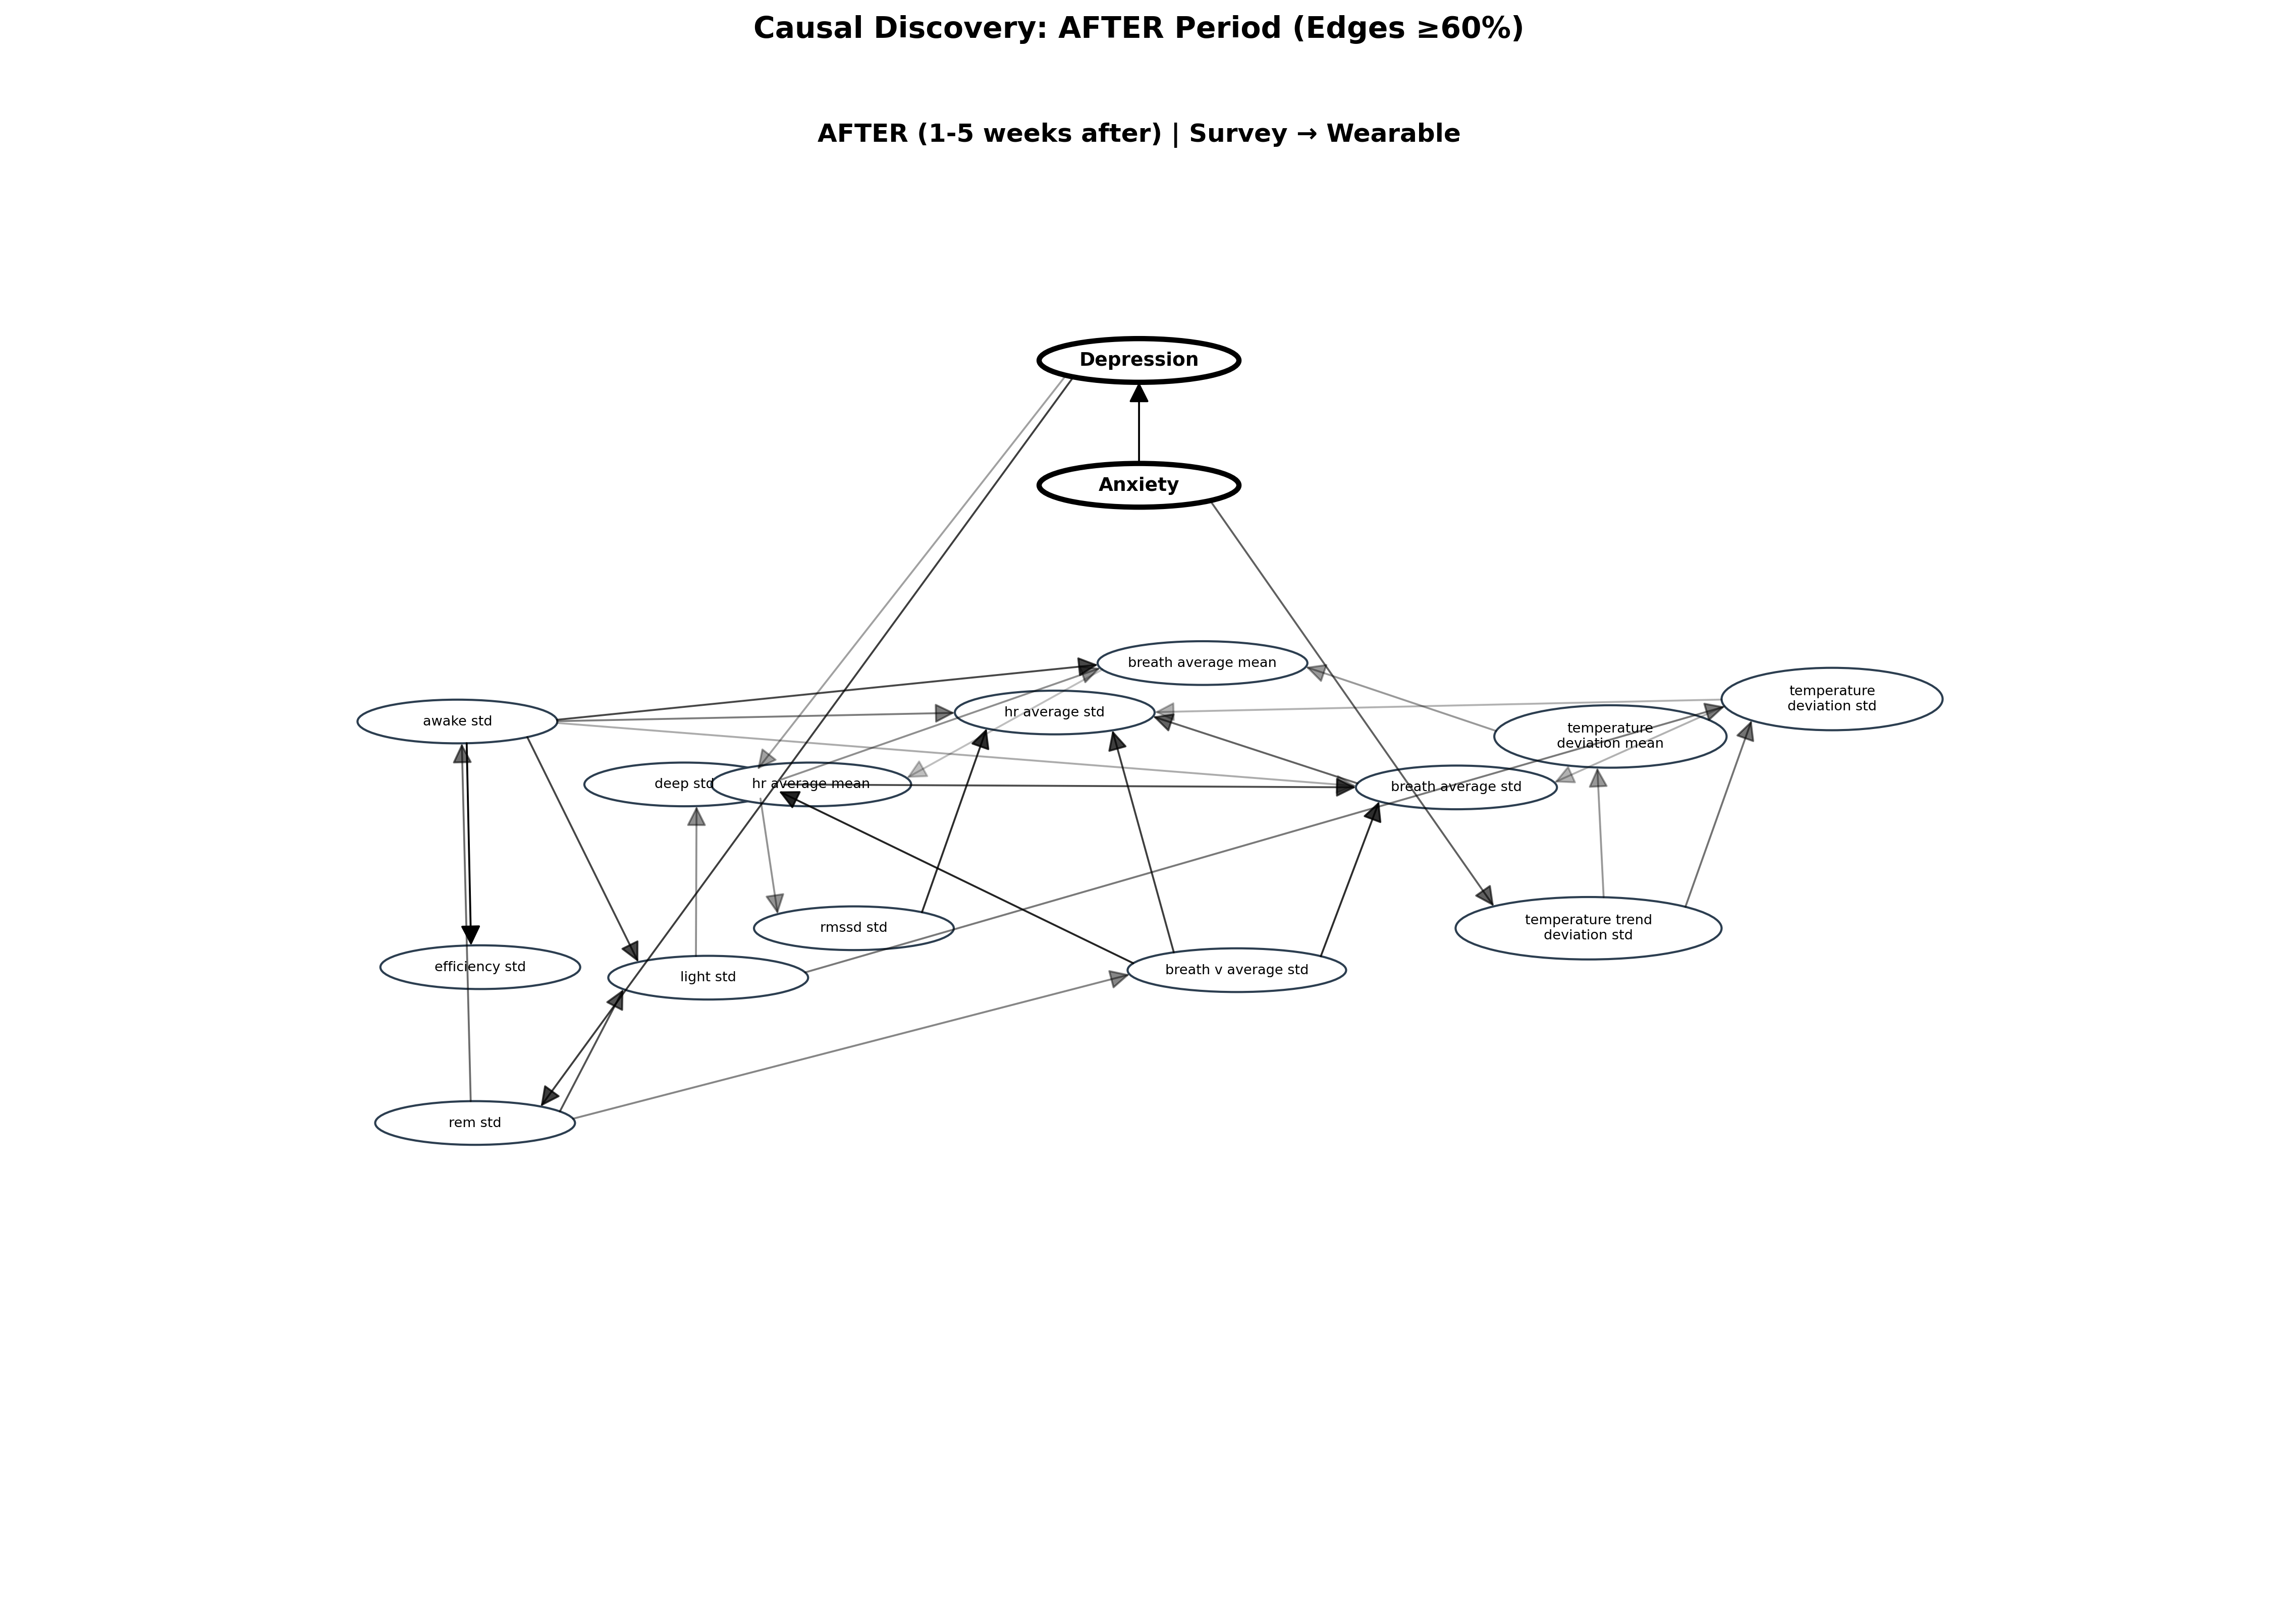 Causal Discovery: AFTER Period (Edges ≥60%)
AFTER (1-5 weeks after) | Survey → Wearable
Depression
Anxiety
breath average mean
temperature
deviation std
hr average std
awake std
temperature
deviation mean
deep std
hr average mean
breath average std
rmssd std
temperature trend
deviation std
efficiency std
light std
breath v average std
rem std